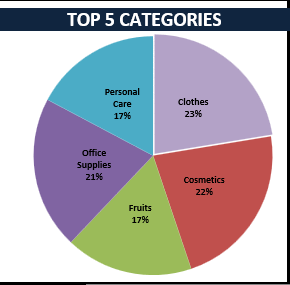 TOP 5 CATEGORIES
Clothes
23%
Cosmetics
22%
Fruits
17%
Office
Supplies
21%
Personal
Care
17%